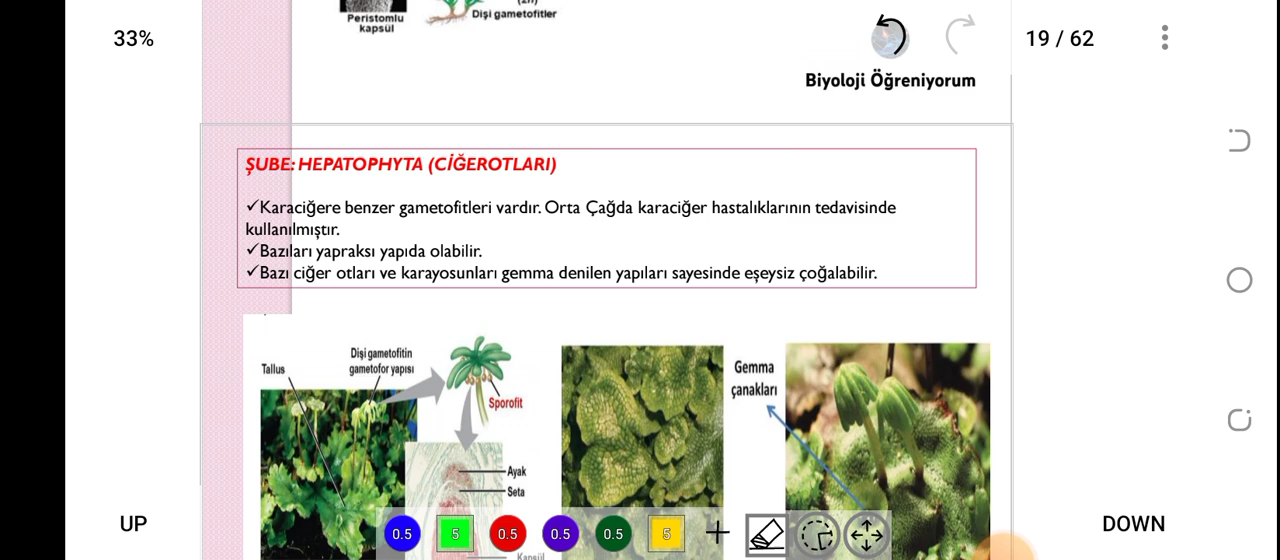 33%
Peristomlu
kapsül
(2n)
Dişi gametofitler
19 / 62
Biyoloji Öğreniyorum
ŞUBE: HEPATOPHYTA (CİĞEROTLARI)
✓Karaciğere benzer gametofitleri vardır. Orta Çağda karaciğer hastalıklarının tedavisinde
kullanılmıştır.
✓Bazıları yapraksı yapıda olabilir.
✓Bazı ciğer otları ve karayosunları gemma denilen yapıları sayesinde eşeysiz çoğalabilir.
Tallus
Dişi gametofitin
gametofor yapısı
Sporofit
Gemma
çanakları
Ayak
Seta
Kapsül
UP
0.5
5
0.5
0.5
0.5
5
DOWN